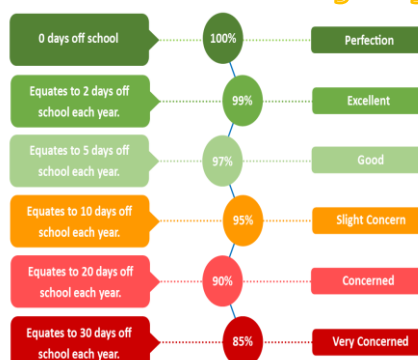 0 days off school
100%
Perfection
Equates to 2 days off
school each year.
99%
Excellent
Equates to 5 days off
school each year.
97%
Good
Equates to 10 days off
school each year.
95%
Slight Concern
Equates to 20 days off
school each year.
90%
Concerned
Equates to 30 days off
school each year.
85%
Very Concerned